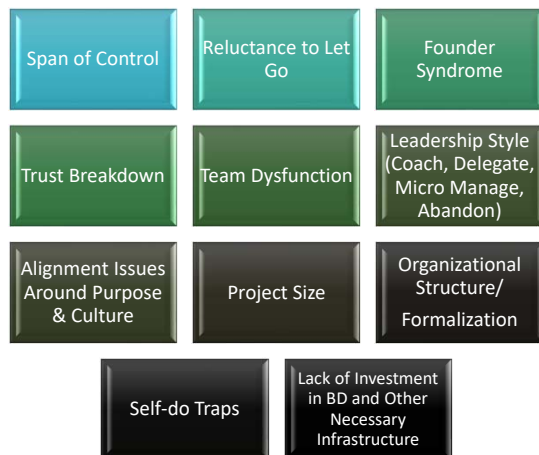 Span of Control
Reluctance to Let
Go
Founder
Syndrome
Trust Breakdown
Team Dysfunction
Leadership Style
(Coach, Delegate,
Micro Manage,
Abandon)
Alignment Issues
Around Purpose
& Culture
Project Size
Organizational
Structure/
Formalization
Self-do Traps
Lack of Investment
in BD and Other
Necessary
Infrastructure